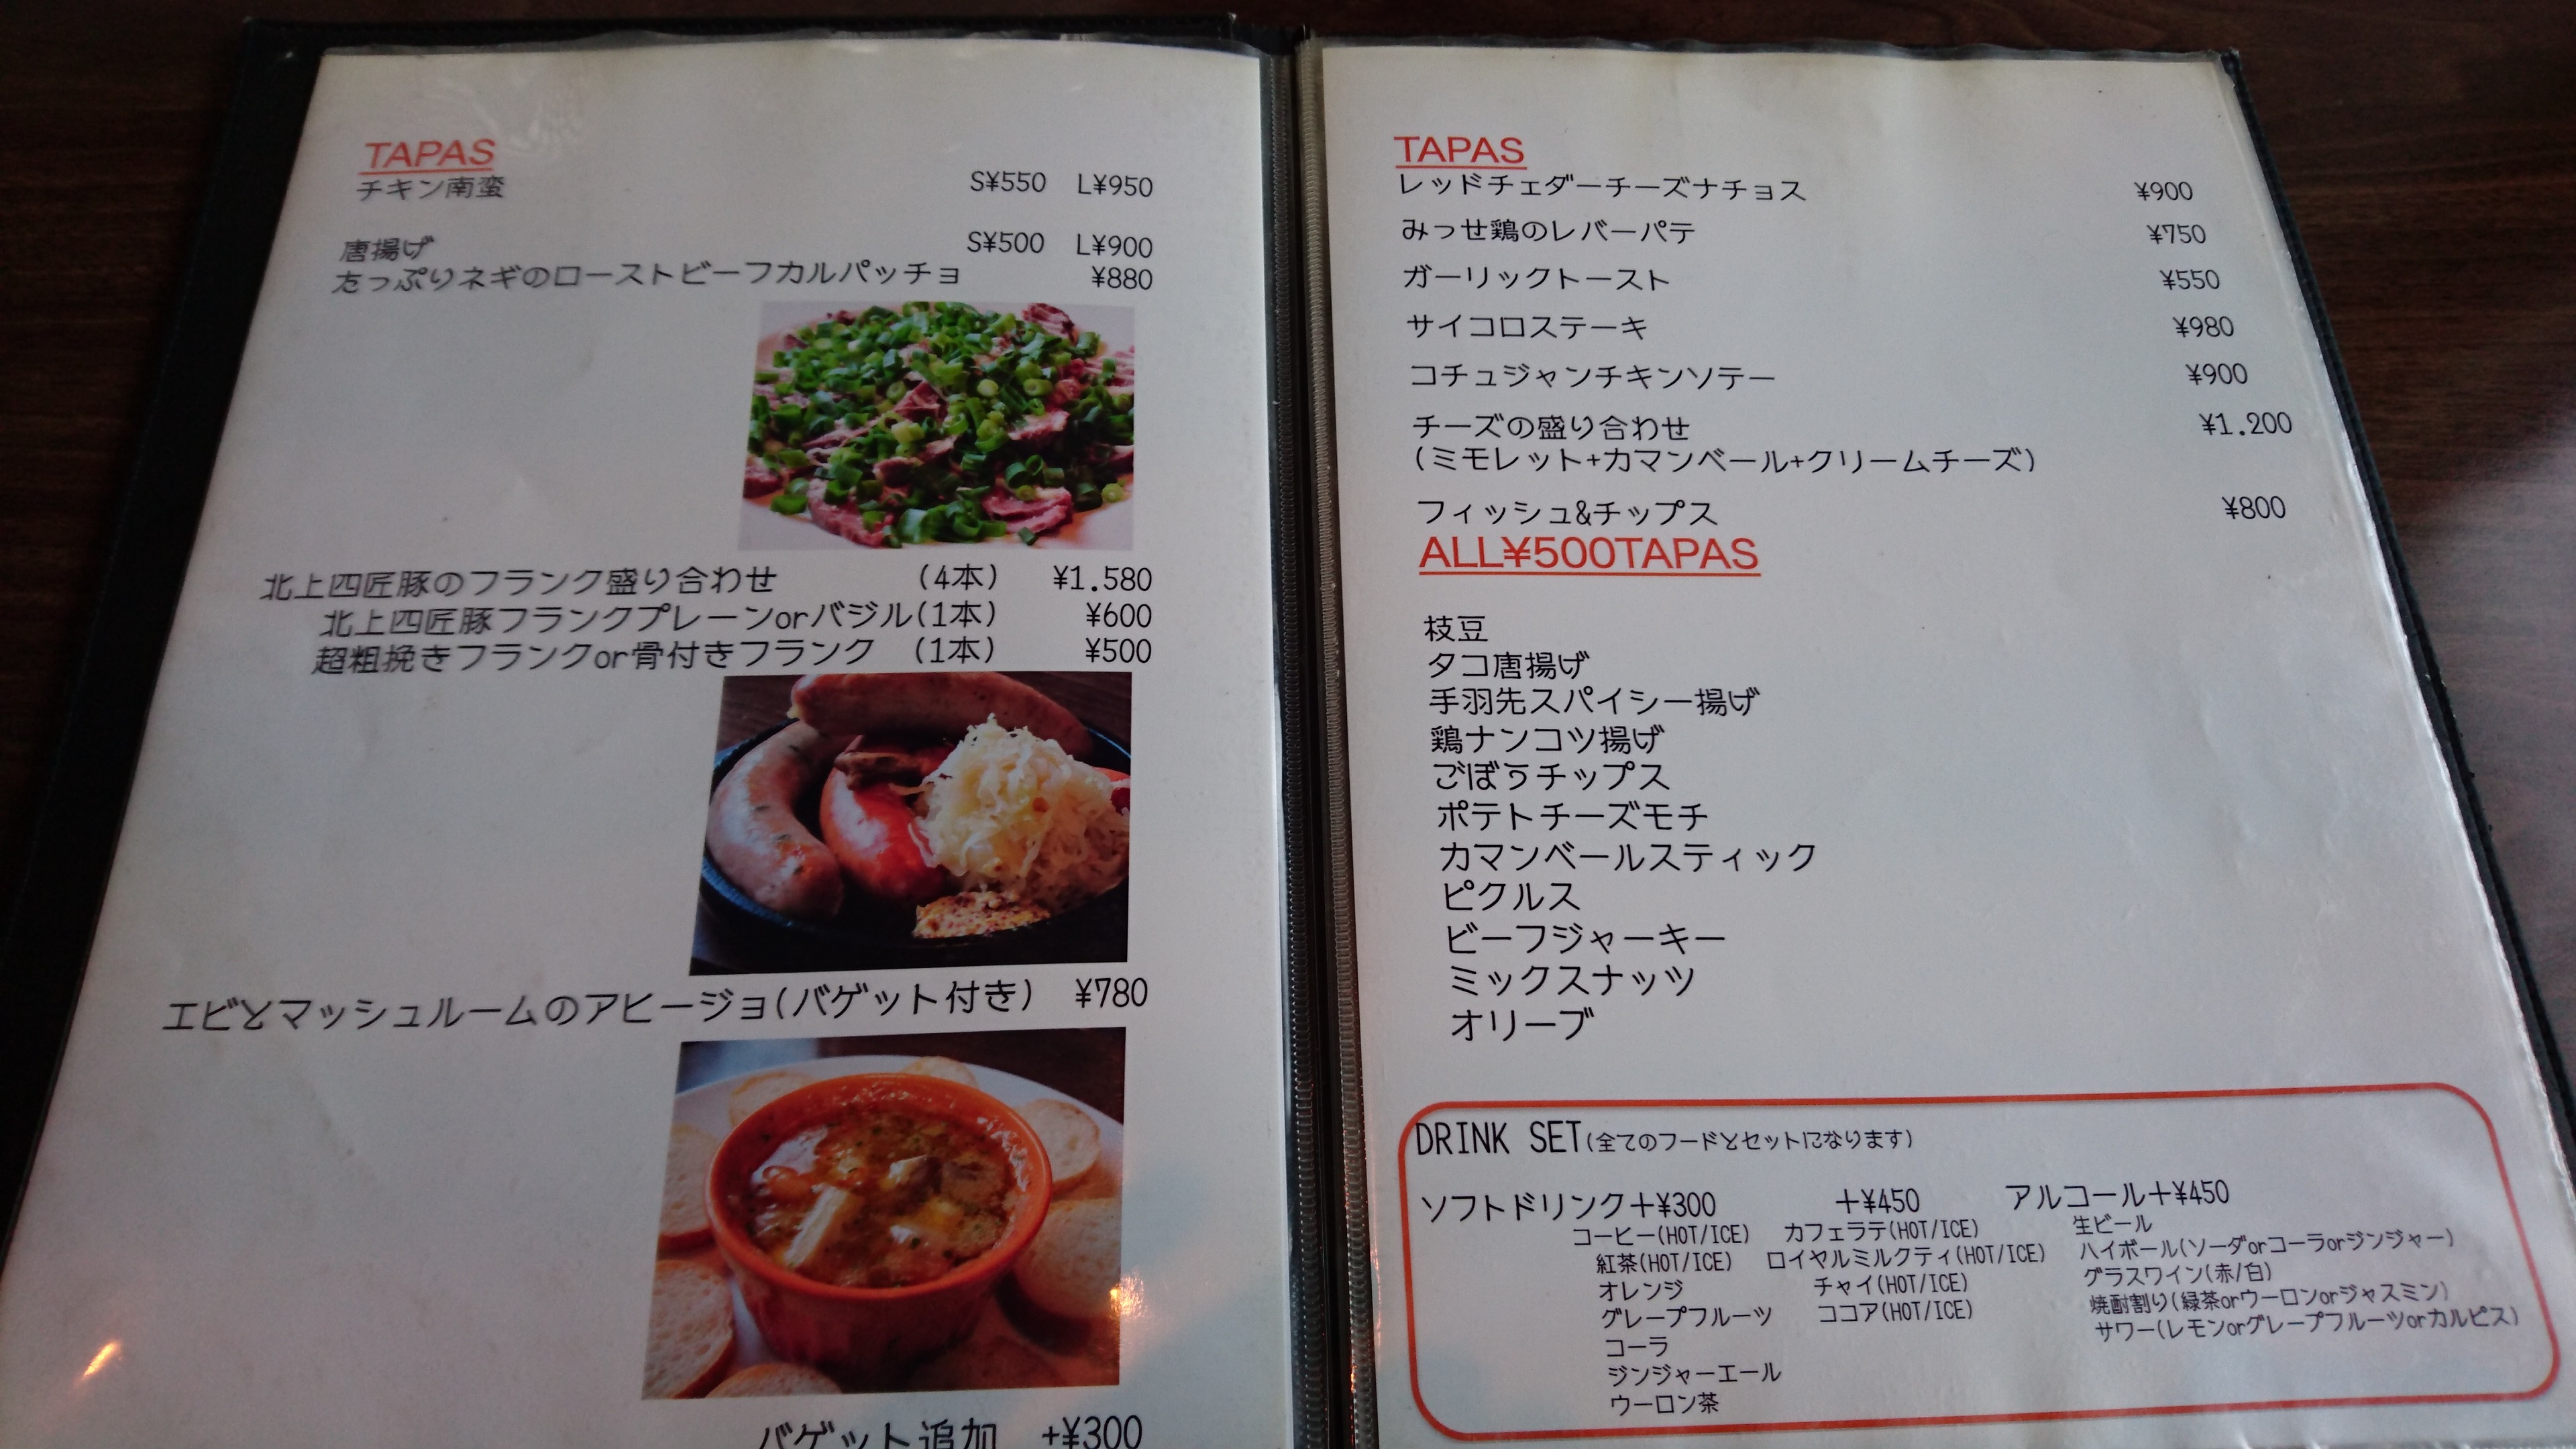 TAPAS
チキン南蛮 S¥550 L¥950
唐揚げ S¥500 L¥900
たっぷりネギのローストビーフカルパッチョ ¥880
北上四匠豚のフランク盛り合わせ (4本) ¥1.580
北上四匠豚フランクプレーンorバジル(1本) ¥600
超粗挽きフランクor骨付きフランク (1本) ¥500
エビとマッシュルームのアヒージョ(バゲット付き) ¥780
バゲット追加 +¥300
TAPAS
レッドチェダーチーズナチョス ¥900
みっせ鶏のレバーパテ ¥750
ガーリックトースト ¥550
サイコロステーキ ¥980
コチュジャンチキンソテー ¥900
チーズの盛り合わせ ¥1.200
(ミモレット+カマンベール+クリームチーズ)
フィッシュ&チップス ¥800
ALL¥500TAPAS
枝豆
タコ唐揚げ
手羽先スパイシー揚げ
鶏ナンコツ揚げ
ごぼうチップス
ポテトチーズモチ
カマンベールスティック
ピクルス
ビーフジャーキー
ミックスナッツ
オリーブ
DRINK SET(全てのフードとセットになります)
ソフトドリンク+¥300
コーヒー(HOT/ICE)
紅茶(HOT/ICE)
オレンジ
グレープフルーツ
コーラ
ジンジャーエール
ウーロン茶
+¥450
カフェラテ(HOT/ICE)
ロイヤルミルクティ(HOT/ICE)
チャイ(HOT/ICE)
ココア(HOT/ICE)
アルコール+¥450
生ビール
ハイボール(ソーダorコーラorジンジャー)
グラスワイン(赤/白)
焼酎割り(緑茶orウーロンorジャスミン)
サワー(レモンorグレープフルーツorカルピス)